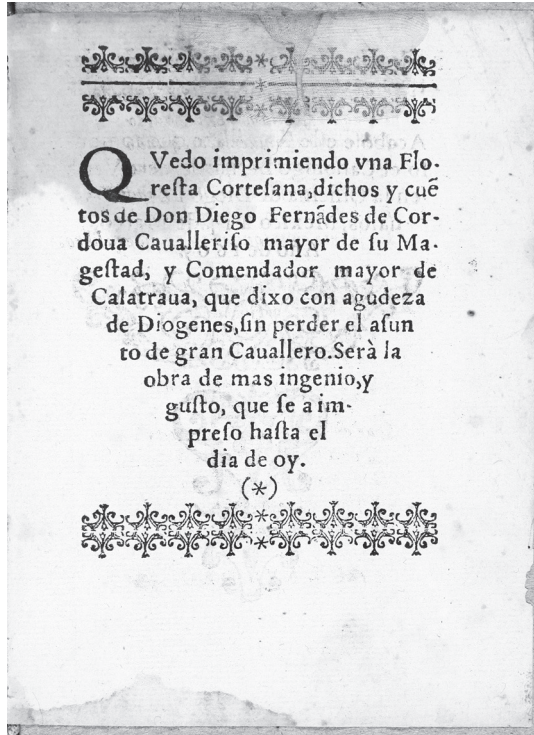 QVedo imprimiendo vna Flo-
resta Cortesana,dichos y cuẽ
tos de Don Diego Fernãdes de Cor-
doua Caualleriso mayor de su Ma-
gestad, y Comendador mayor de
Calatraua, que dixo con agudeza
de Diogenes,sin perder el asun
to de gran Cauallero.Serà la
obra de mas ingenio,y
gusto, que se a im-
preso hasta el
dia de oy.
(*)